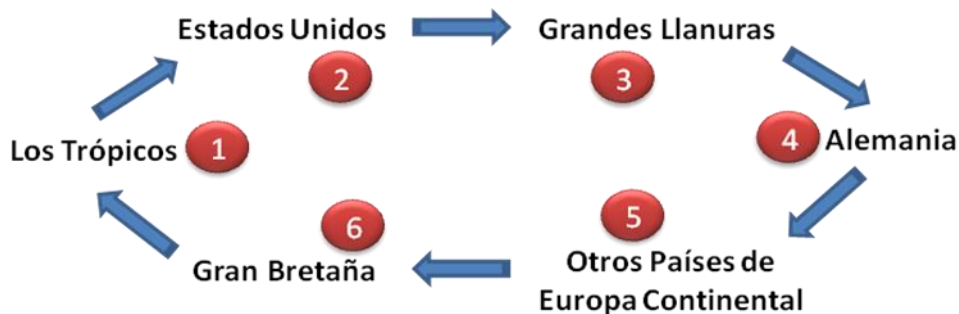 Estados Unidos
Grandes Llanuras
2
3
Los Trópicos
1
4
Alemania
6
5
Gran Bretaña
Otros Países de
Europa Continental